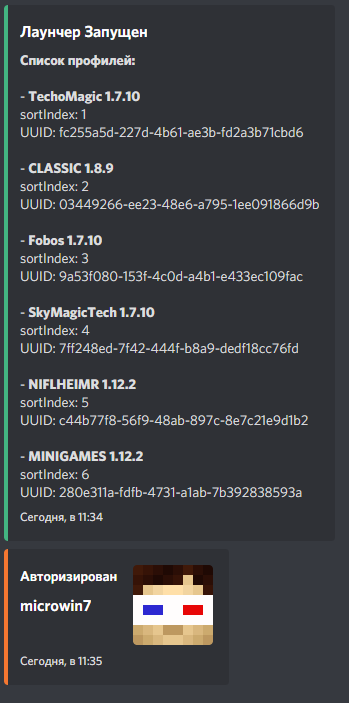 Лаунчер Запущен
Список профилей:
- TechoMagic 1.7.10
sortIndex: 1
UUID: fc255a5d-227d-4b61-ae3b-fd2a3b71cbd6
- CLASSIC 1.8.9
sortIndex: 2
UUID: 03449266-ee23-48e6-a795-1ee091866d9b
- Fobos 1.7.10
sortIndex: 3
UUID: 9a53f080-153f-4c0d-a4b1-e433ec109fac
- SkyMagicTech 1.7.10
sortIndex: 4
UUID: 7ff248ed-7f42-444f-b8a9-dedf18cc76fd
- NIFLHEIMR 1.12.2
sortIndex: 5
UUID: c44b77f8-56f9-48ab-897c-8e7c21e9d1b2
- MINIGAMES 1.12.2
sortIndex: 6
UUID: 280e311a-fdfb-4731-a1ab-7b392838593a
Сегодня, в 11:34
Авторизирован
microwin7
Сегодня, в 11:35